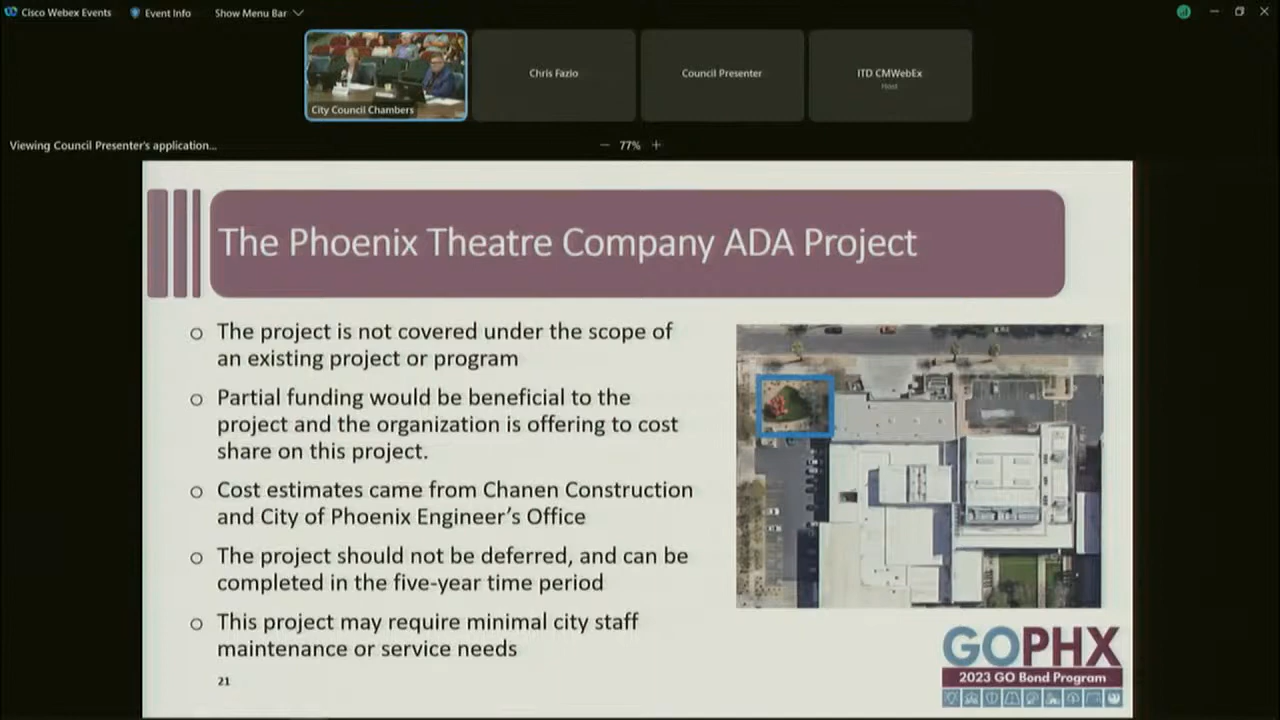 Cisco Webex Events
Event Info
Show Menu Bar
City Council Chambers
Chris Fazio
Council Presenter
ITD CMWebEx
Host
Viewing Council Presenter's application...
77%
The Phoenix Theatre Company ADA Project
The project is not covered under the scope of
an existing project or program
Partial funding would be beneficial to the
project and the organization is offering to cost
share on this project.
Cost estimates came from Chanen Construction
and City of Phoenix Engineer's Office
The project should not be deferred, and can be
completed in the five-year time period
This project may require minimal city staff
maintenance or service needs
21
GOPHX
2023 GO Bond Program